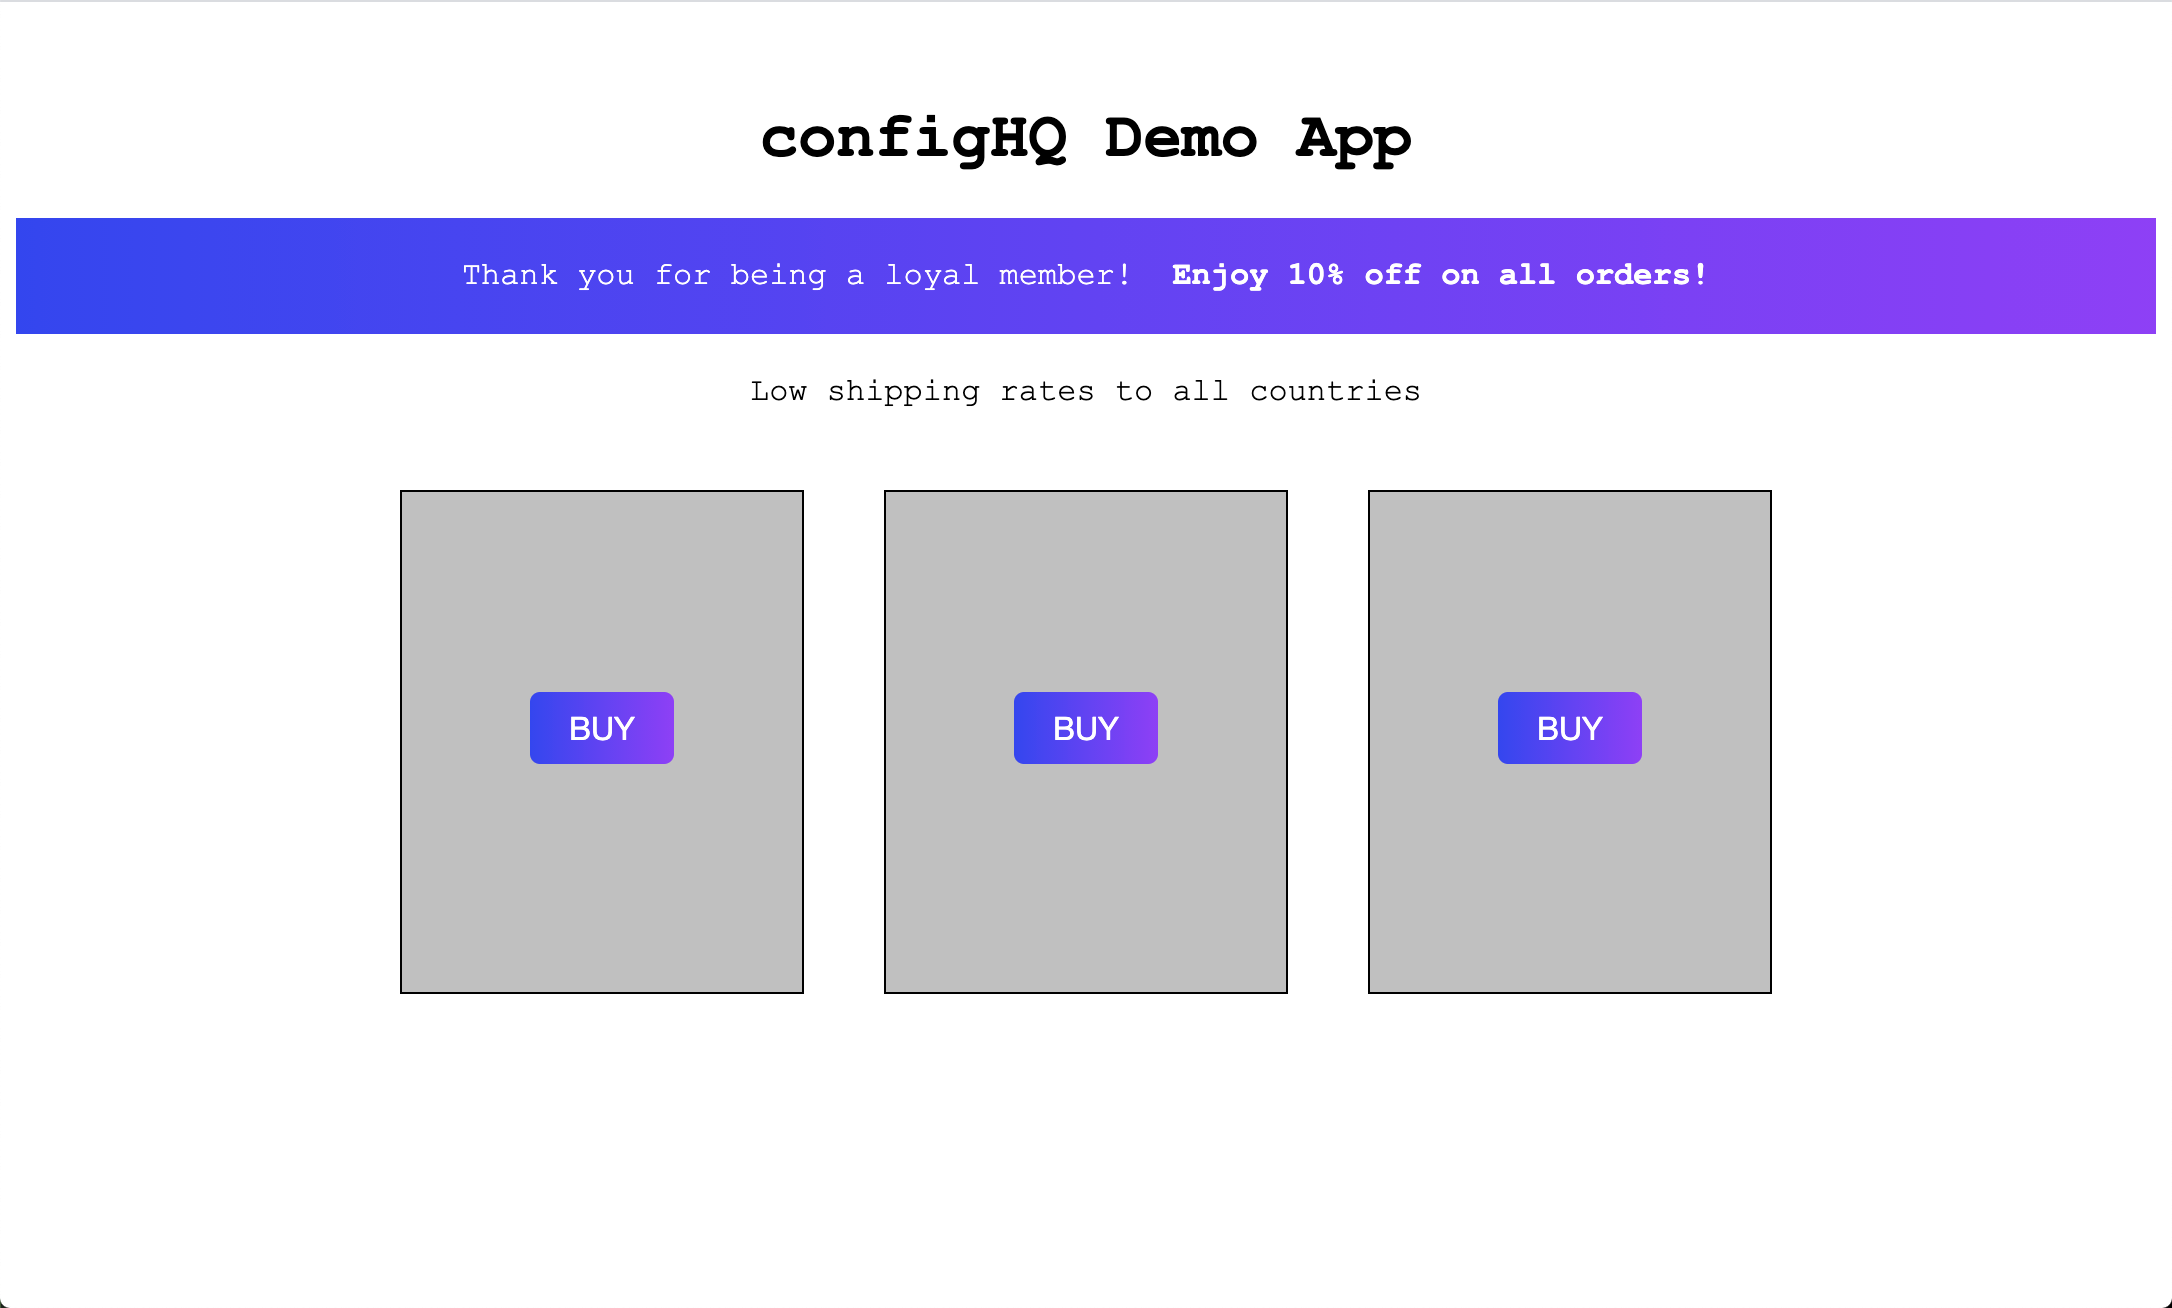 configHQ Demo App
Thank you for being a loyal member! Enjoy 10% off on all orders!
Low shipping rates to all countries
BUY
BUY
BUY